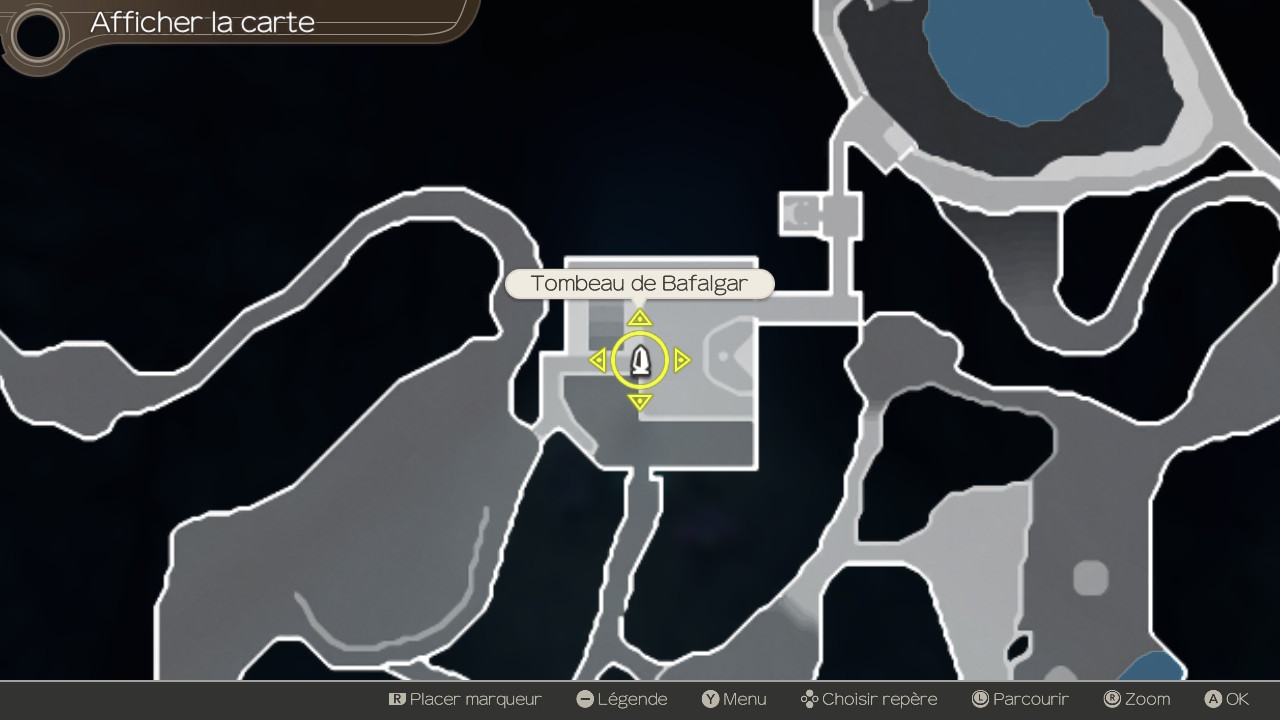 Afficher la carte
Tombeau de Bafalgar
R Placer marqueur
Légende
Y Menu
Choisir repère
L Parcourir
R Zoom
A OK